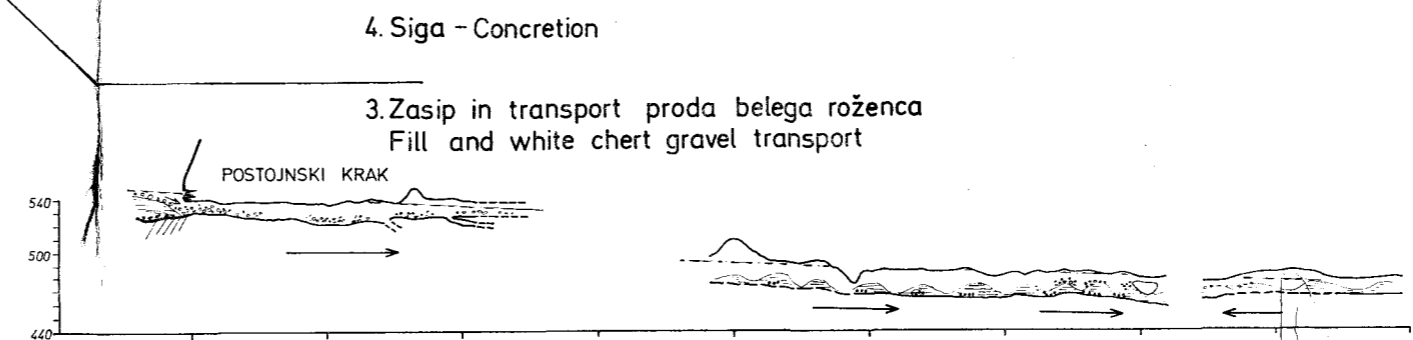 4. Siga - Concretion
3. Zasip in transport proda belega roženca
Fill and white chert gravel transport
POSTOJNSKI KRAK
540
500
440